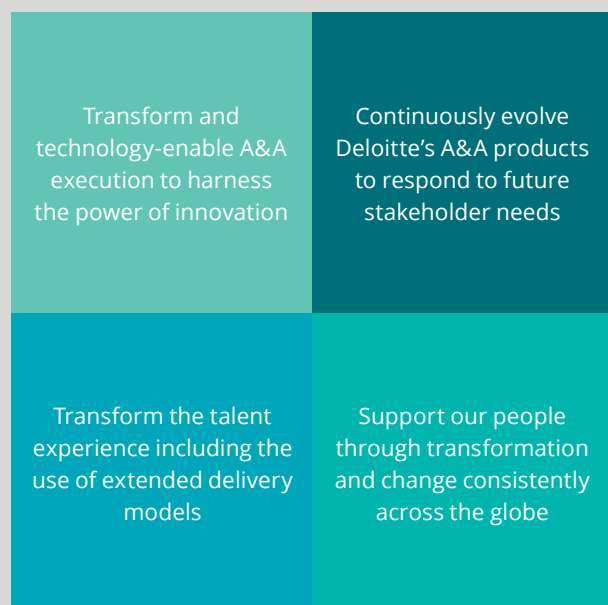 Transform and
technology-enable A&A
execution to harness
the power of innovation
Continuously evolve
Deloitte’s A&A products
to respond to future
stakeholder needs
Transform the talent
experience including the
use of extended delivery
models
Support our people
through transformation
and change consistently
across the globe